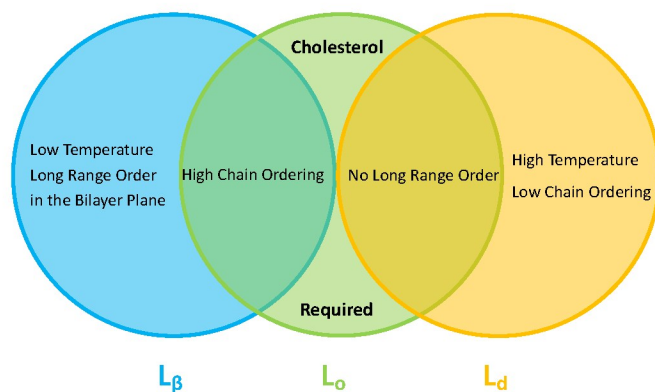 Cholesterol
Low Temperature
Long Range Order
in the Bilayer Plane
High Chain Ordering
No Long Range Order
High Temperature
Low Chain Ordering
Required
Lβ
Lo
Ld